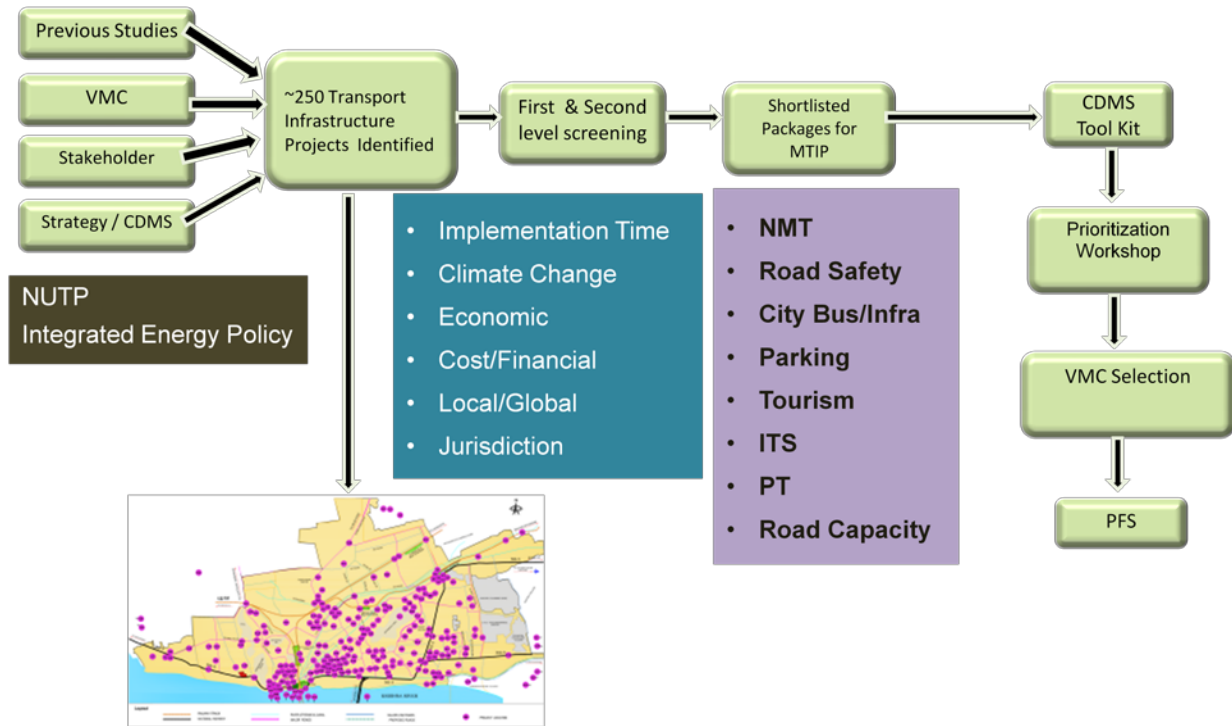 Previous Studies
VMC
Stakeholder
Strategy / CDMS
~250 Transport
Infrastructure
Projects Identified
First & Second
level screening
Shortlisted
Packages for
MTIP
CDMS
Tool Kit
Prioritization
Workshop
VMC Selection
PFS
NUTP
Integrated Energy Policy
• Implementation Time
• Climate Change
• Economic
• Cost/Financial
• Local/Global
• Jurisdiction
• NMT
• Road Safety
• City Bus/Infra
• Parking
• Tourism
• ITS
• PT
• Road Capacity